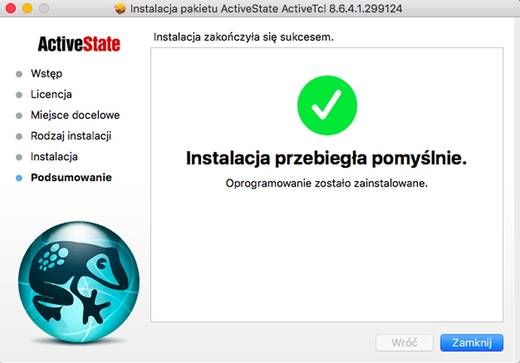 Instalacja pakietu ActiveState ActiveTcl 8.6.4.1.299124
ActiveState
Instalacja zakończyła się sukcesem.
Wstęp
Licencja
Miejsce docelowe
Rodzaj instalacji
Instalacja
Podsumowanie
Instalacja przebiegła pomyślnie.
Oprogramowanie zostało zainstalowane.
Wróć
Zamknij